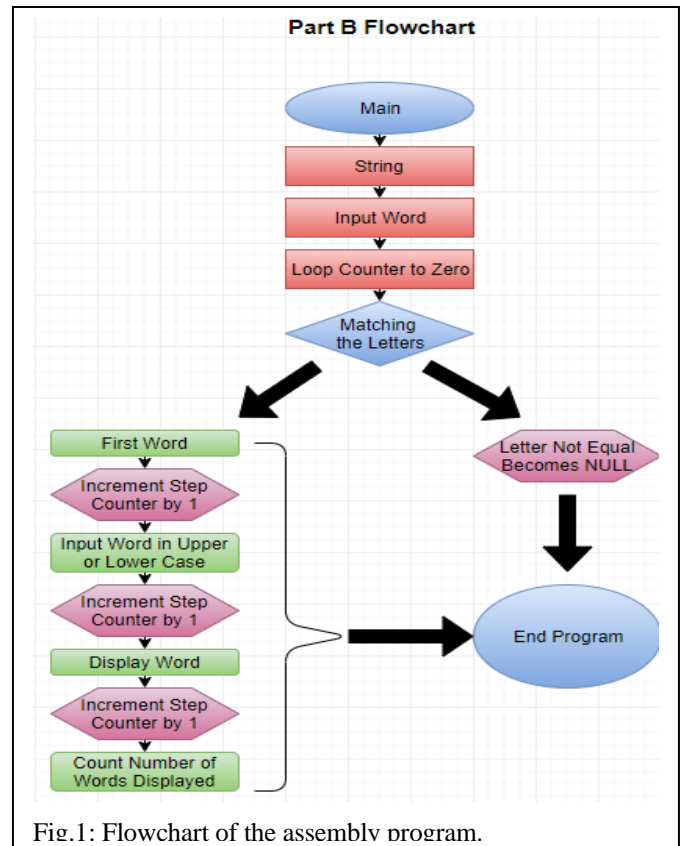 Part B Flowchart
Main
String
Input Word
Loop Counter to Zero
Matching
the Letters
First Word
Increment Step
Counter by 1
Input Word in Upper
or Lower Case
Increment Step
Counter by 1
Display Word
Increment Step
Counter by 1
Count Number of
Words Displayed
Letter Not Equal
Becomes NULL
End Program
Fig.1: Flowchart of the assembly program.